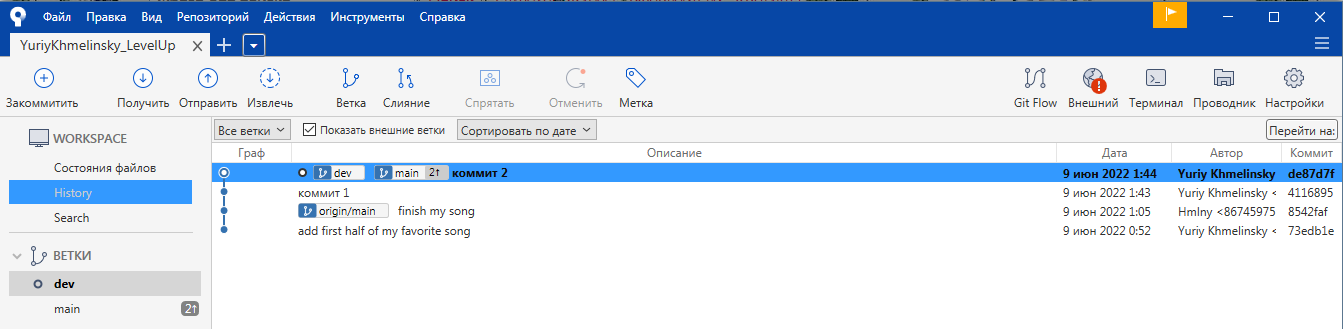 Файл Правка Вид Репозиторий Действия Инструменты Справка
YuriyKhmelinsky_LevelUp
Закоммитить Получить Отправить Извлечь Ветка Слияние Спрятать Отменить Метка Git Flow Внешний Терминал Проводник Настройки
WORKSPACE
Состояния файлов
History
Search
ВЕТКИ
dev
main 2↑
Все ветки Показать внешние ветки Сортировать по дате Перейти на:
Граф Описание Дата Автор Коммит
dev main 2↑ коммит 2 9 июн 2022 1:44 Yuriy Khmelinsky de87d7f
коммит 1 9 июн 2022 1:43 Yuriy Khmelinsky < 4116895
origin/main finish my song 9 июн 2022 1:05 Hmlny <86745975 8542faf
add first half of my favorite song 9 июн 2022 0:52 Yuriy Khmelinsky < 73edb1e